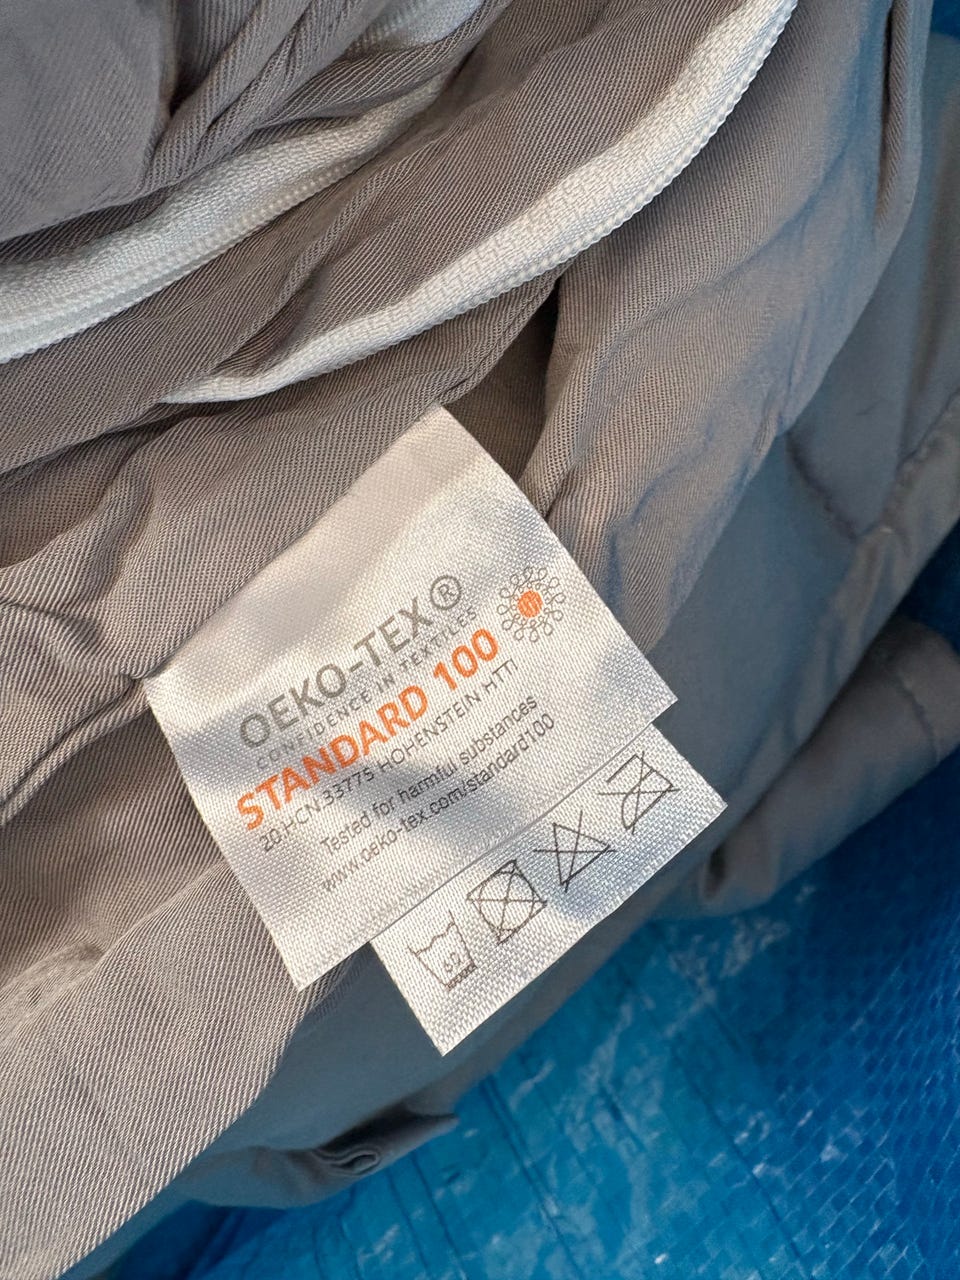 OEKO-TEX®
CONFIDENCE IN TEXTILES
STANDARD 100
20.HCN.33775 HOHENSTEIN HTTI
Tested for harmful substances
www.oeko-tex.com/standard100